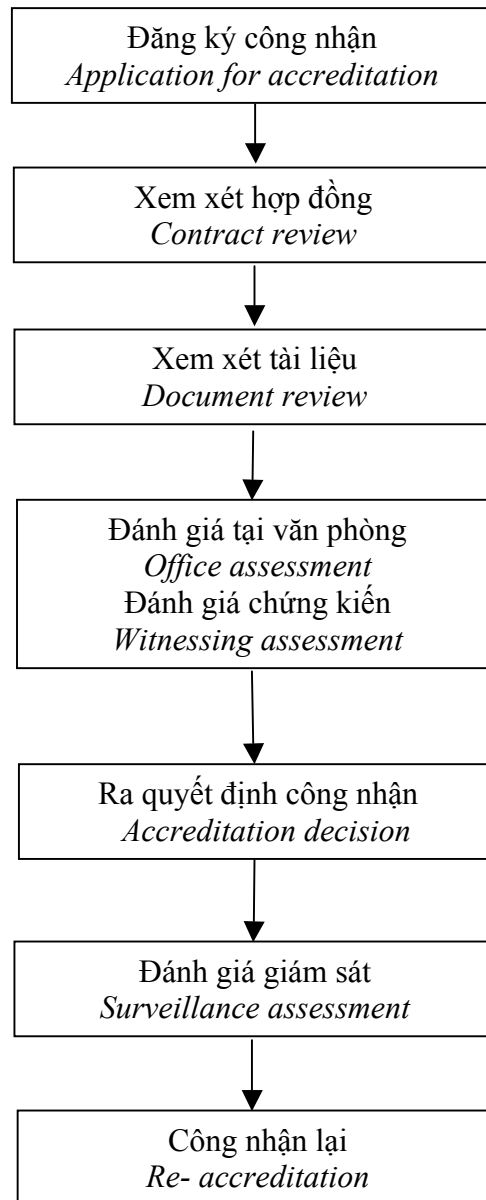 Đăng ký công nhận
Application for accreditation
Xem xét hợp đồng
Contract review
Xem xét tài liệu
Document review
Đánh giá tại văn phòng
Office assessment
Đánh giá chứng kiến
Witnessing assessment
Ra quyết định công nhận
Accreditation decision
Đánh giá giám sát
Surveillance assessment
Công nhận lại
Re- accreditation